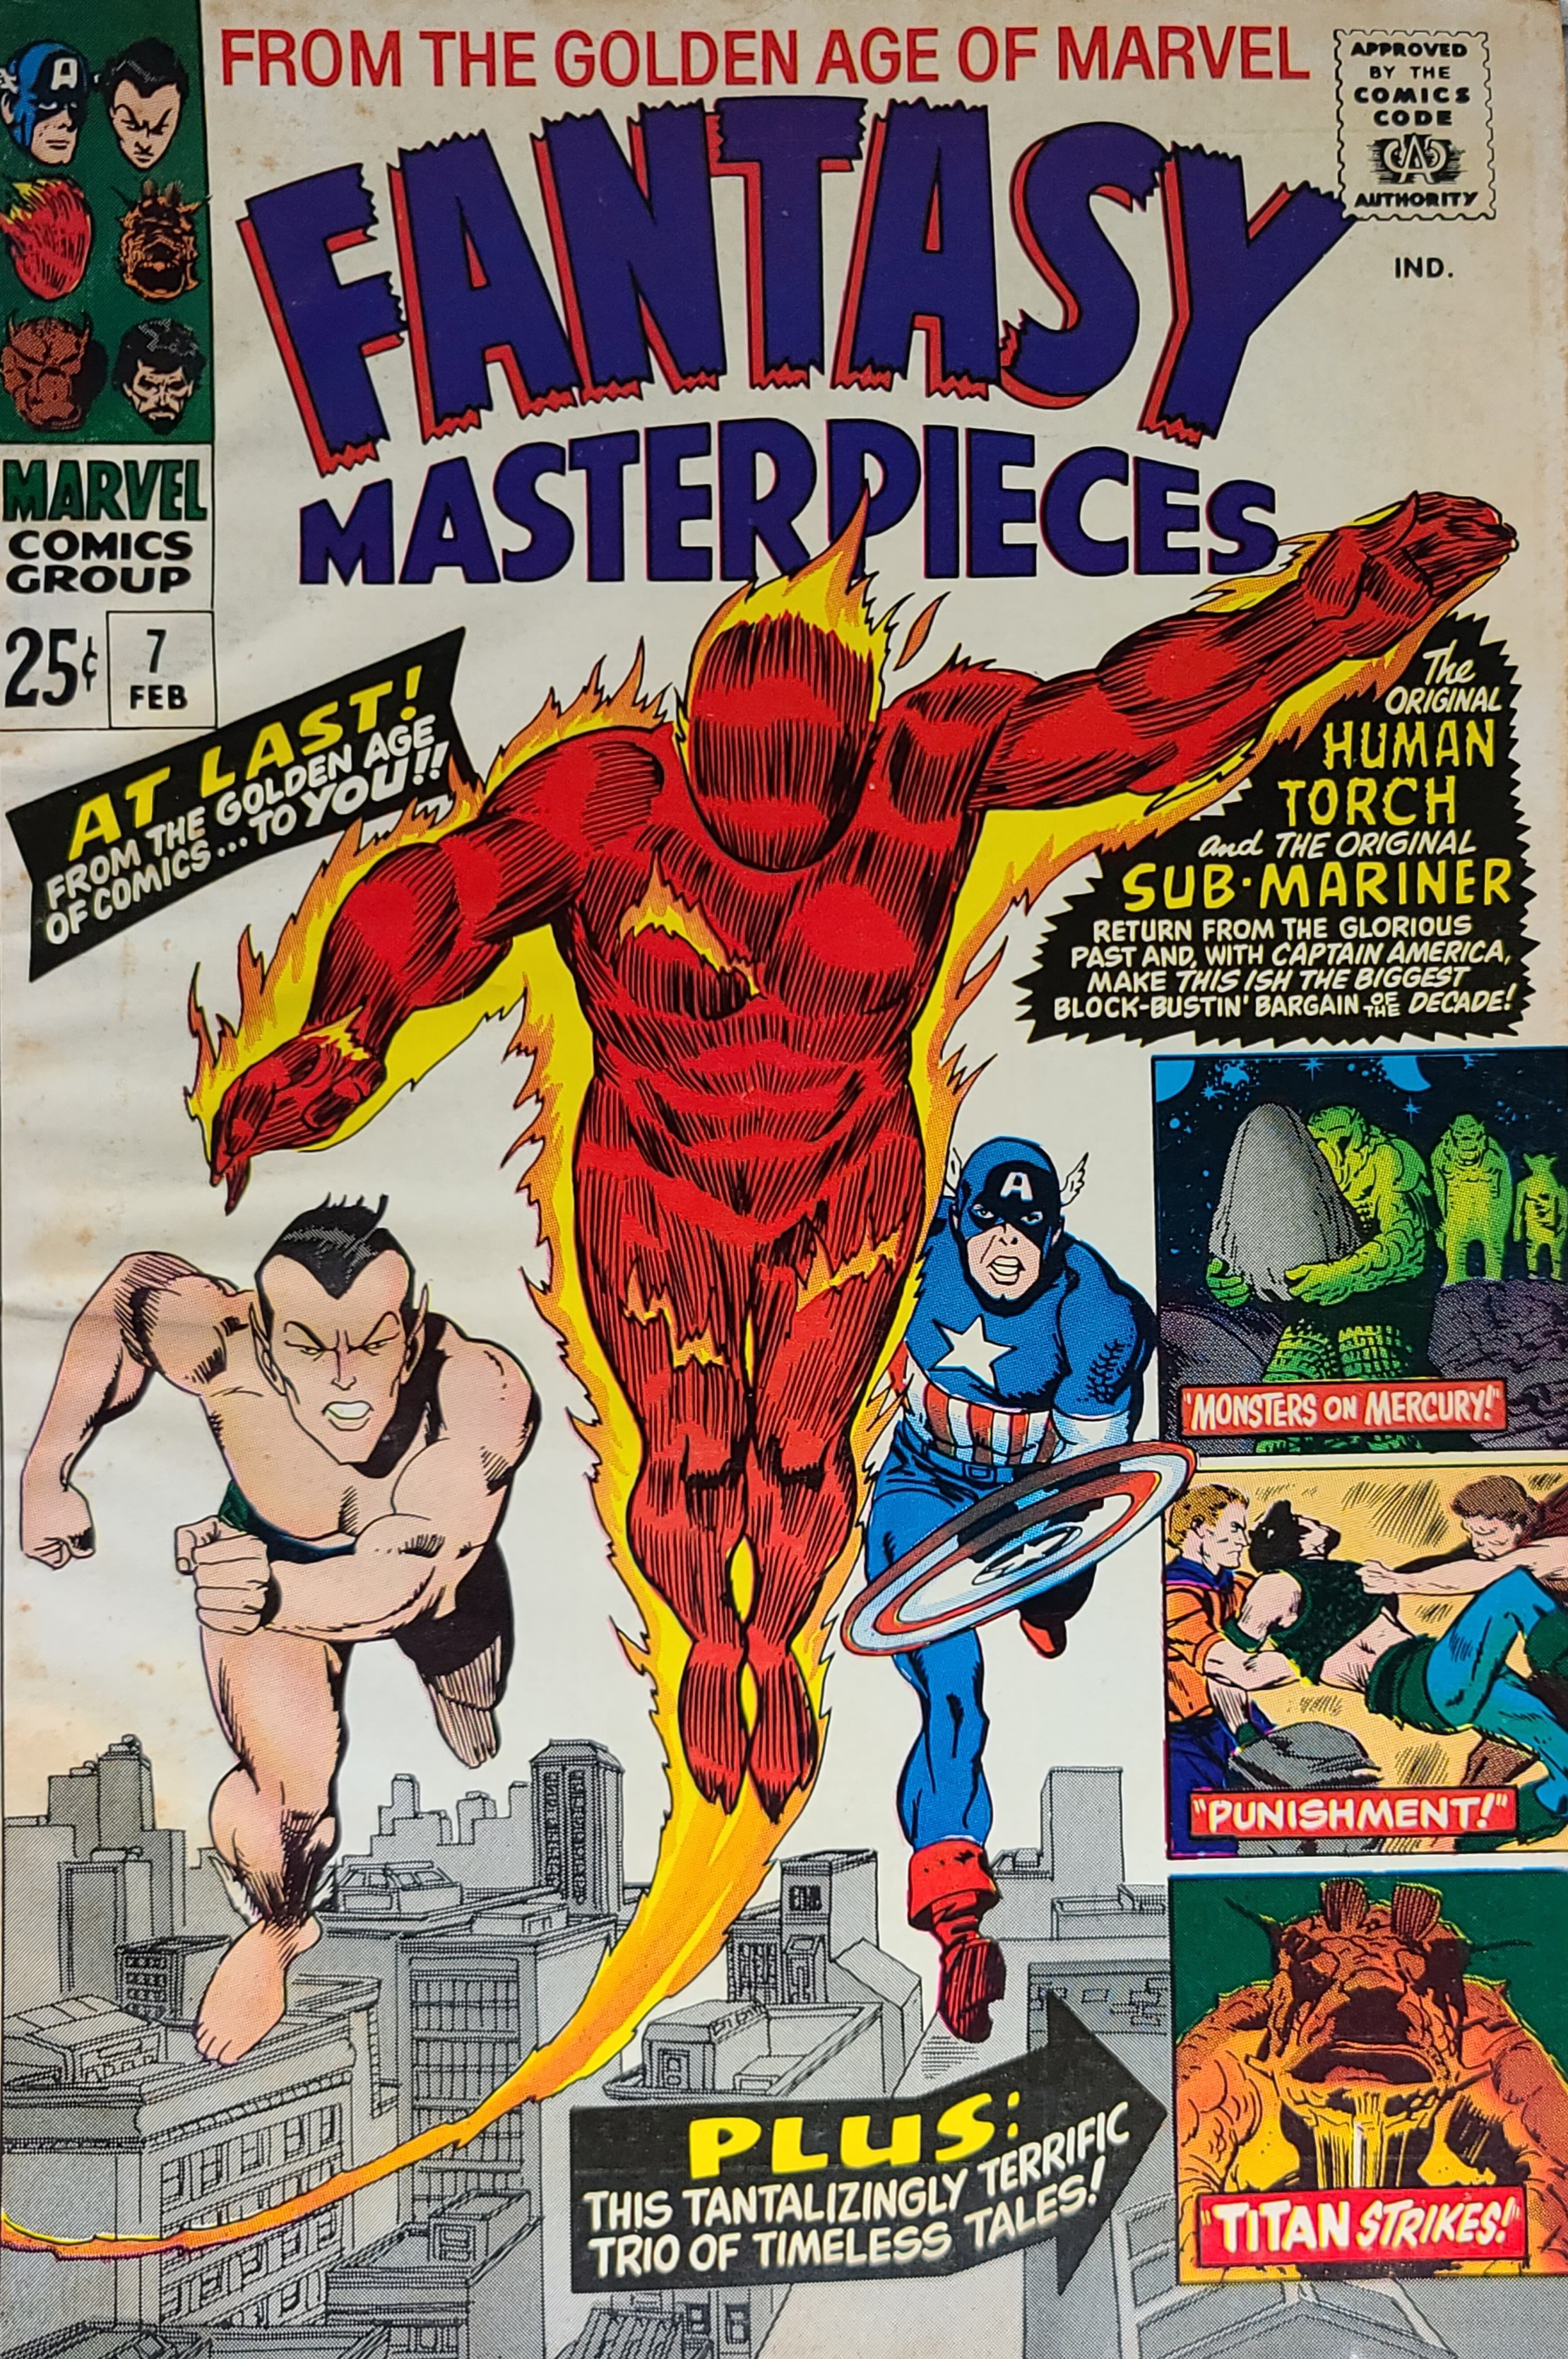 FROM THE GOLDEN AGE OF MARVEL
APPROVED
BY THE
COMICS
CODE
CA
AUTHORITY
IND.
A
FANTASY
MASTERPIECES
MARVEL
COMICS
GROUP
25¢
7
FEB
AT LAST!
FROM THE GOLDEN AGE
OF COMICS...TO YOU!!
The
ORIGINAL
HUMAN
TORCH
and THE ORIGINAL
SUB-MARINER
RETURN FROM THE GLORIOUS
PAST AND, WITH CAPTAIN AMERICA,
MAKE THIS ISH THE BIGGEST
BLOCK-BUSTIN' BARGAIN OF THE DECADE!
A
"MONSTERS ON MERCURY!"
"PUNISHMENT!"
PLUS:
THIS TANTALIZINGLY TERRIFIC
TRIO OF TIMELESS TALES!
"TITAN STRIKES!"